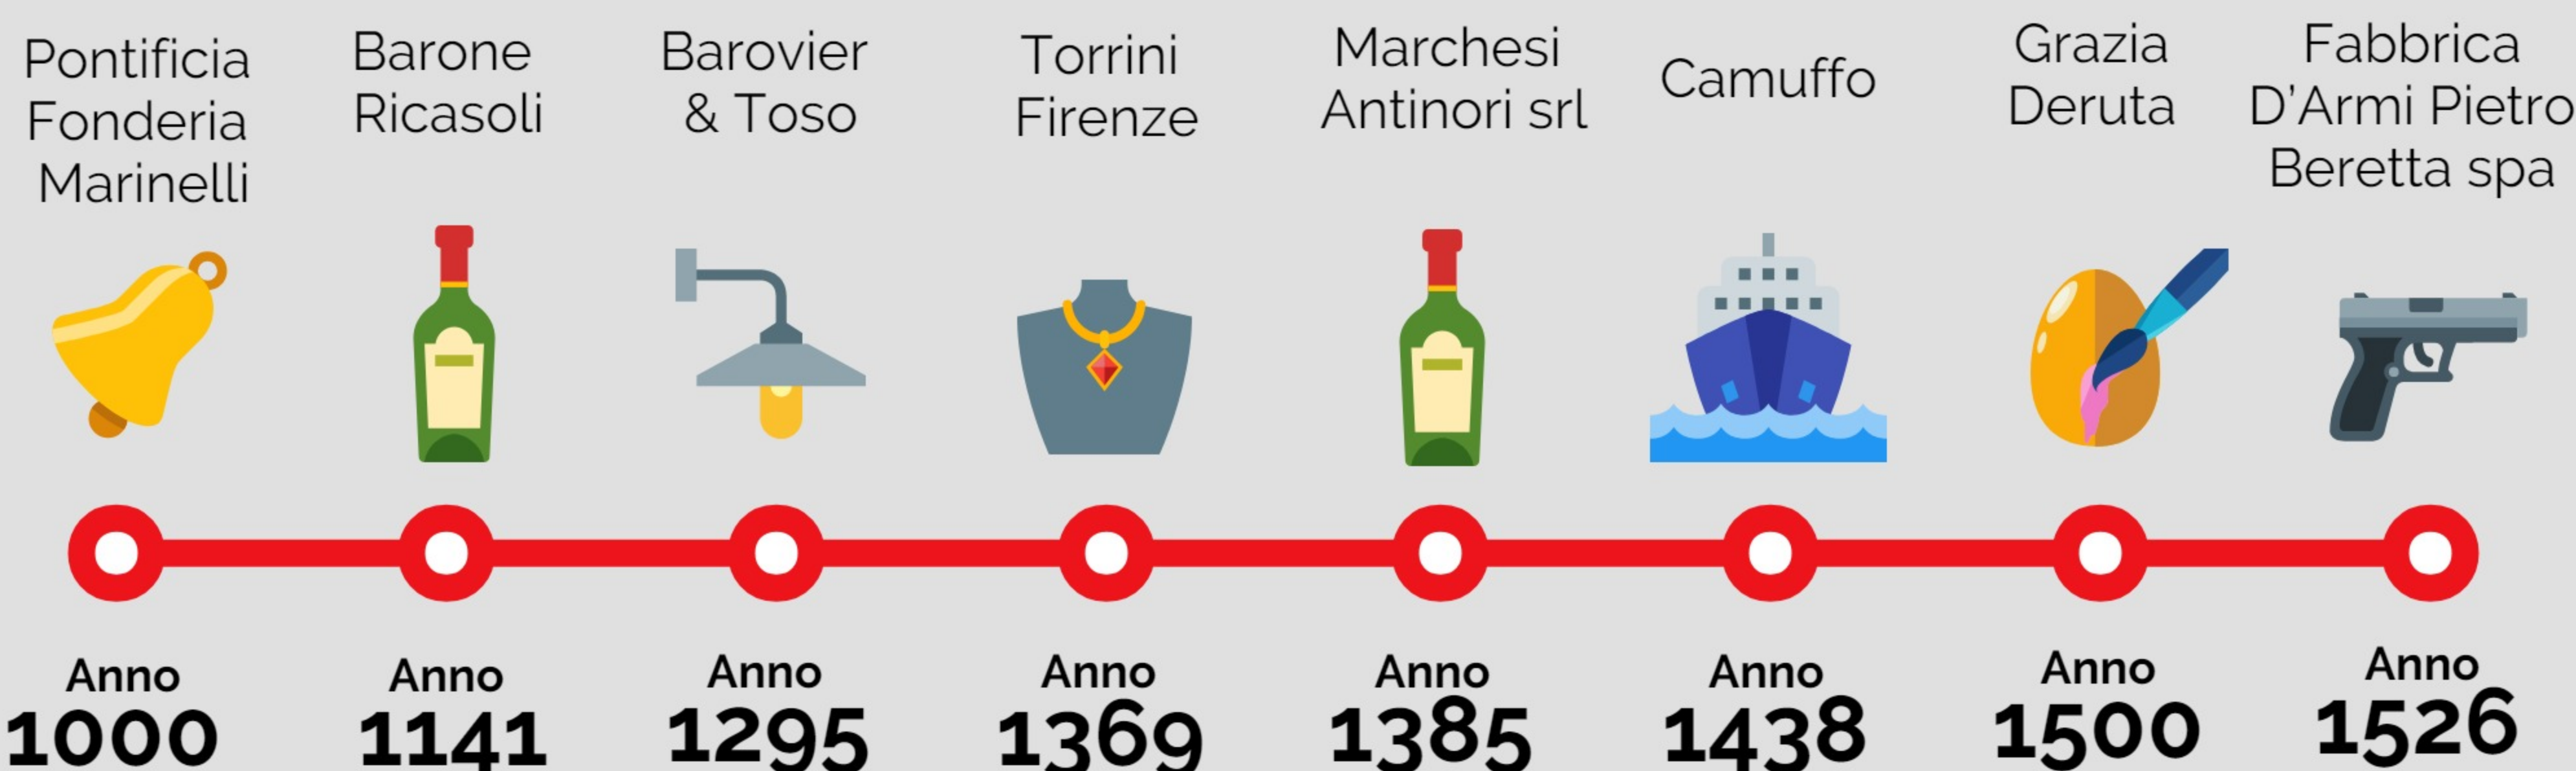 Pontificia
Fonderia
Marinelli
Barone
Ricasoli
Barovier
& Toso
Torrini
Firenze
Marchesi
Antinori srl
Camuffo
Grazia
Deruta
Fabbrica
D'Armi Pietro
Beretta spa
Anno
1000
Anno
1141
Anno
1295
Anno
1369
Anno
1385
Anno
1438
Anno
1500
Anno
1526